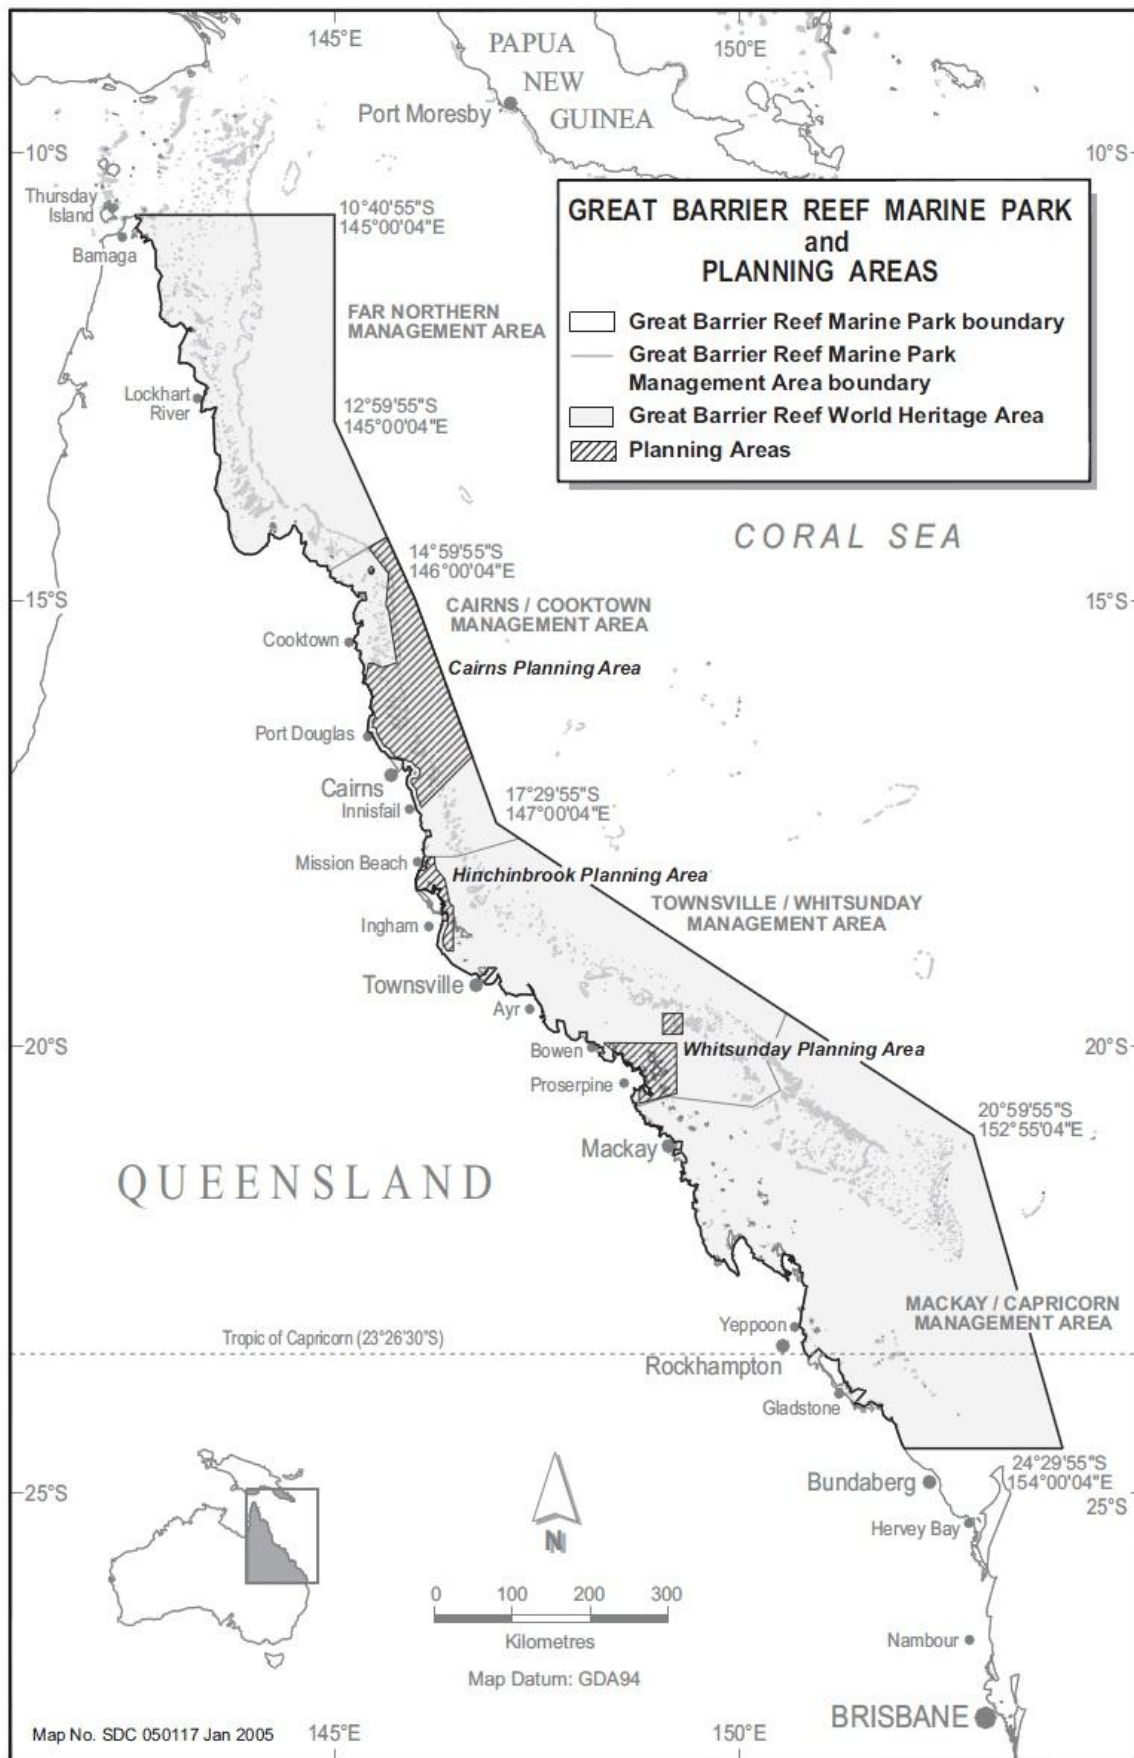 145°E
150°E
PAPUA
NEW
GUINEA
Port Moresby
10°S
10°S
Thursday
Island
Bamaga
10°40'55"S
145°00'04"E
GREAT BARRIER REEF MARINE PARK
and
PLANNING AREAS
Great Barrier Reef Marine Park boundary
Great Barrier Reef Marine Park
Management Area boundary
Great Barrier Reef World Heritage Area
Planning Areas
FAR NORTHERN
MANAGEMENT AREA
Lockhart
River
12°59'55"S
145°00'04"E
CORAL SEA
14°59'55"S
146°00'04"E
15°S
15°S
CAIRNS / COOKTOWN
MANAGEMENT AREA
Cooktown
Cairns Planning Area
Port Douglas
Cairns
Innisfail
17°29'55"S
147°00'04"E
Mission Beach
Hinchinbrook Planning Area
TOWNSVILLE / WHITSUNDAY
MANAGEMENT AREA
Ingham
Townsville
Ayr
20°S
20°S
Bowen
Whitsunday Planning Area
Proserpine
20°59'55"S
152°55'04"E
Mackay
QUEENSLAND
MACKAY / CAPRICORN
MANAGEMENT AREA
Yeppoon
Tropic of Capricorn (23°26'30"S)
Rockhampton
Gladstone
24°29'55"S
154°00'04"E
Bundaberg
25°S
25°S
Hervey Bay
N
0 100 200 300
Kilometres
Map Datum: GDA94
Nambour
BRISBANE
Map No. SDC 050117 Jan 2005
145°E
150°E